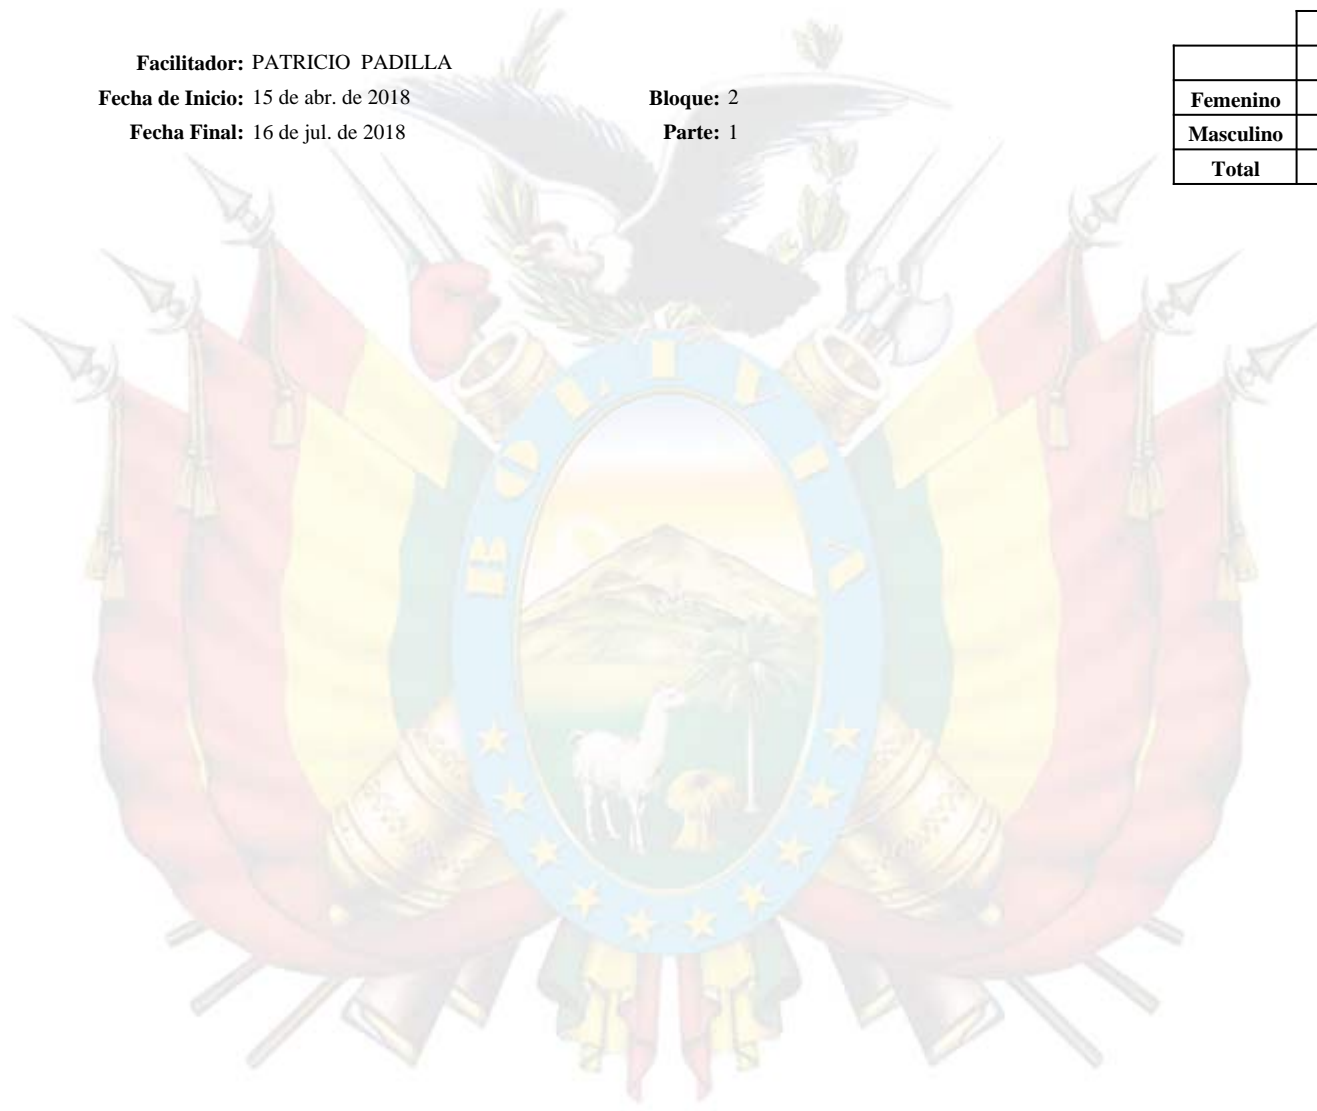 Facilitador: PATRICIO PADILLA
Fecha de Inicio: 15 de abr. de 2018 Bloque: 2
Fecha Final: 16 de jul. de 2018 Parte: 1
Femenino
Masculino
Total
BOLIVIA